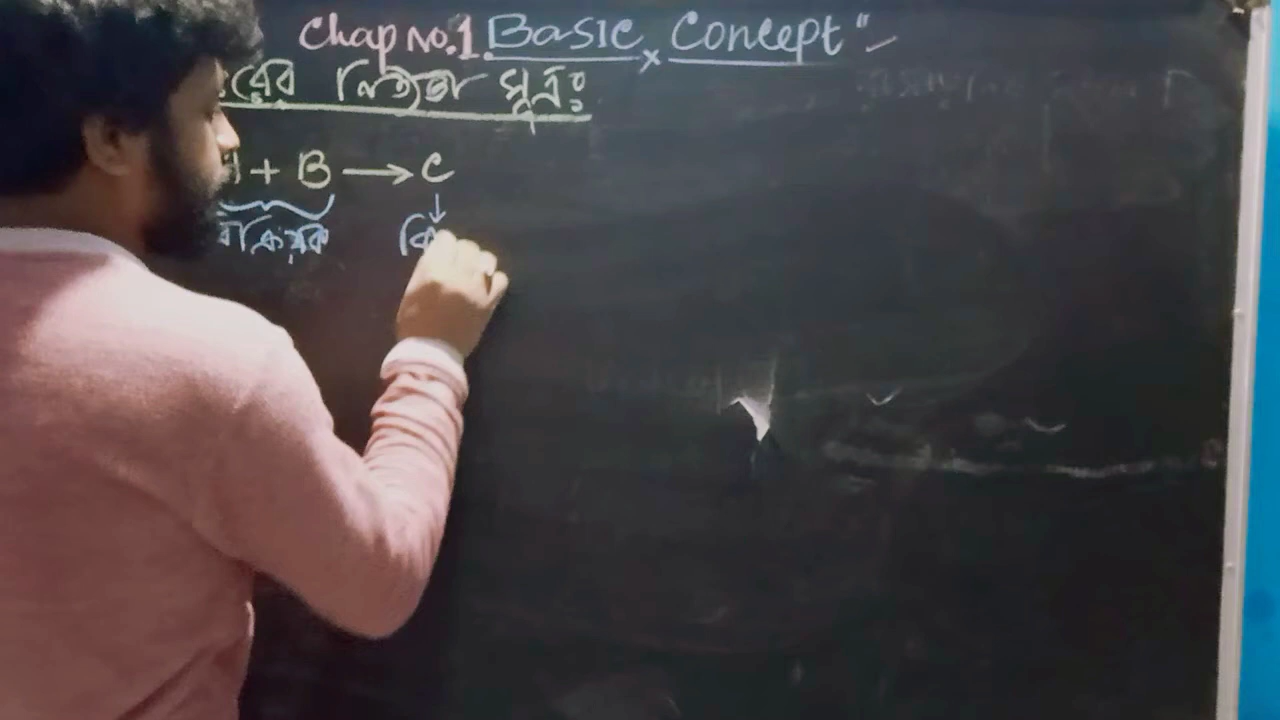 Chap No.1. Basic Concept"
রের নিত্যতা সূত্রঃ
A + B → C
বিক্রিয়ক বি